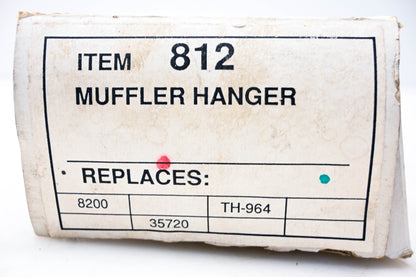 ITEM 812
MUFFLER HANGER
REPLACES:
8200 TH-964
35720